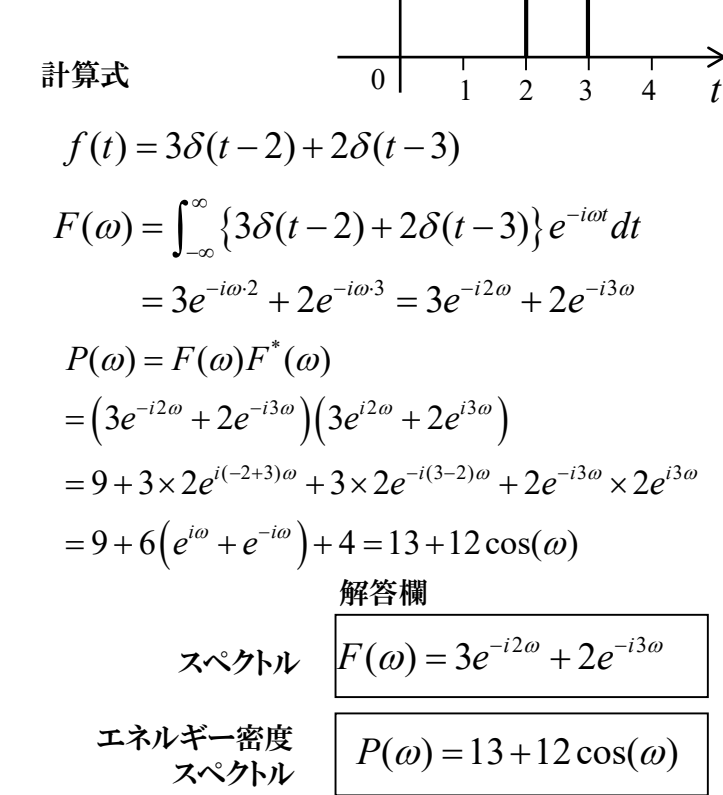 計算式
0 1 2 3 4 t
f(t) = 3δ(t−2) + 2δ(t−3)
F(ω) = ∫_{−∞}^{∞} {3δ(t−2) + 2δ(t−3)} e^{−iωt} dt
= 3e^{−iω·2} + 2e^{−iω·3} = 3e^{−i2ω} + 2e^{−i3ω}
P(ω) = F(ω)F^*(ω)
= (3e^{−i2ω} + 2e^{−i3ω})(3e^{i2ω} + 2e^{i3ω})
= 9 + 3×2e^{i(−2+3)ω} + 3×2e^{−i(3−2)ω} + 2e^{−i3ω} × 2e^{i3ω}
= 9 + 6(e^{iω} + e^{−iω}) + 4 = 13 + 12cos(ω)
解答欄
スペクトル F(ω) = 3e^{−i2ω} + 2e^{−i3ω}
エネルギー密度
スペクトル P(ω) = 13 + 12cos(ω)